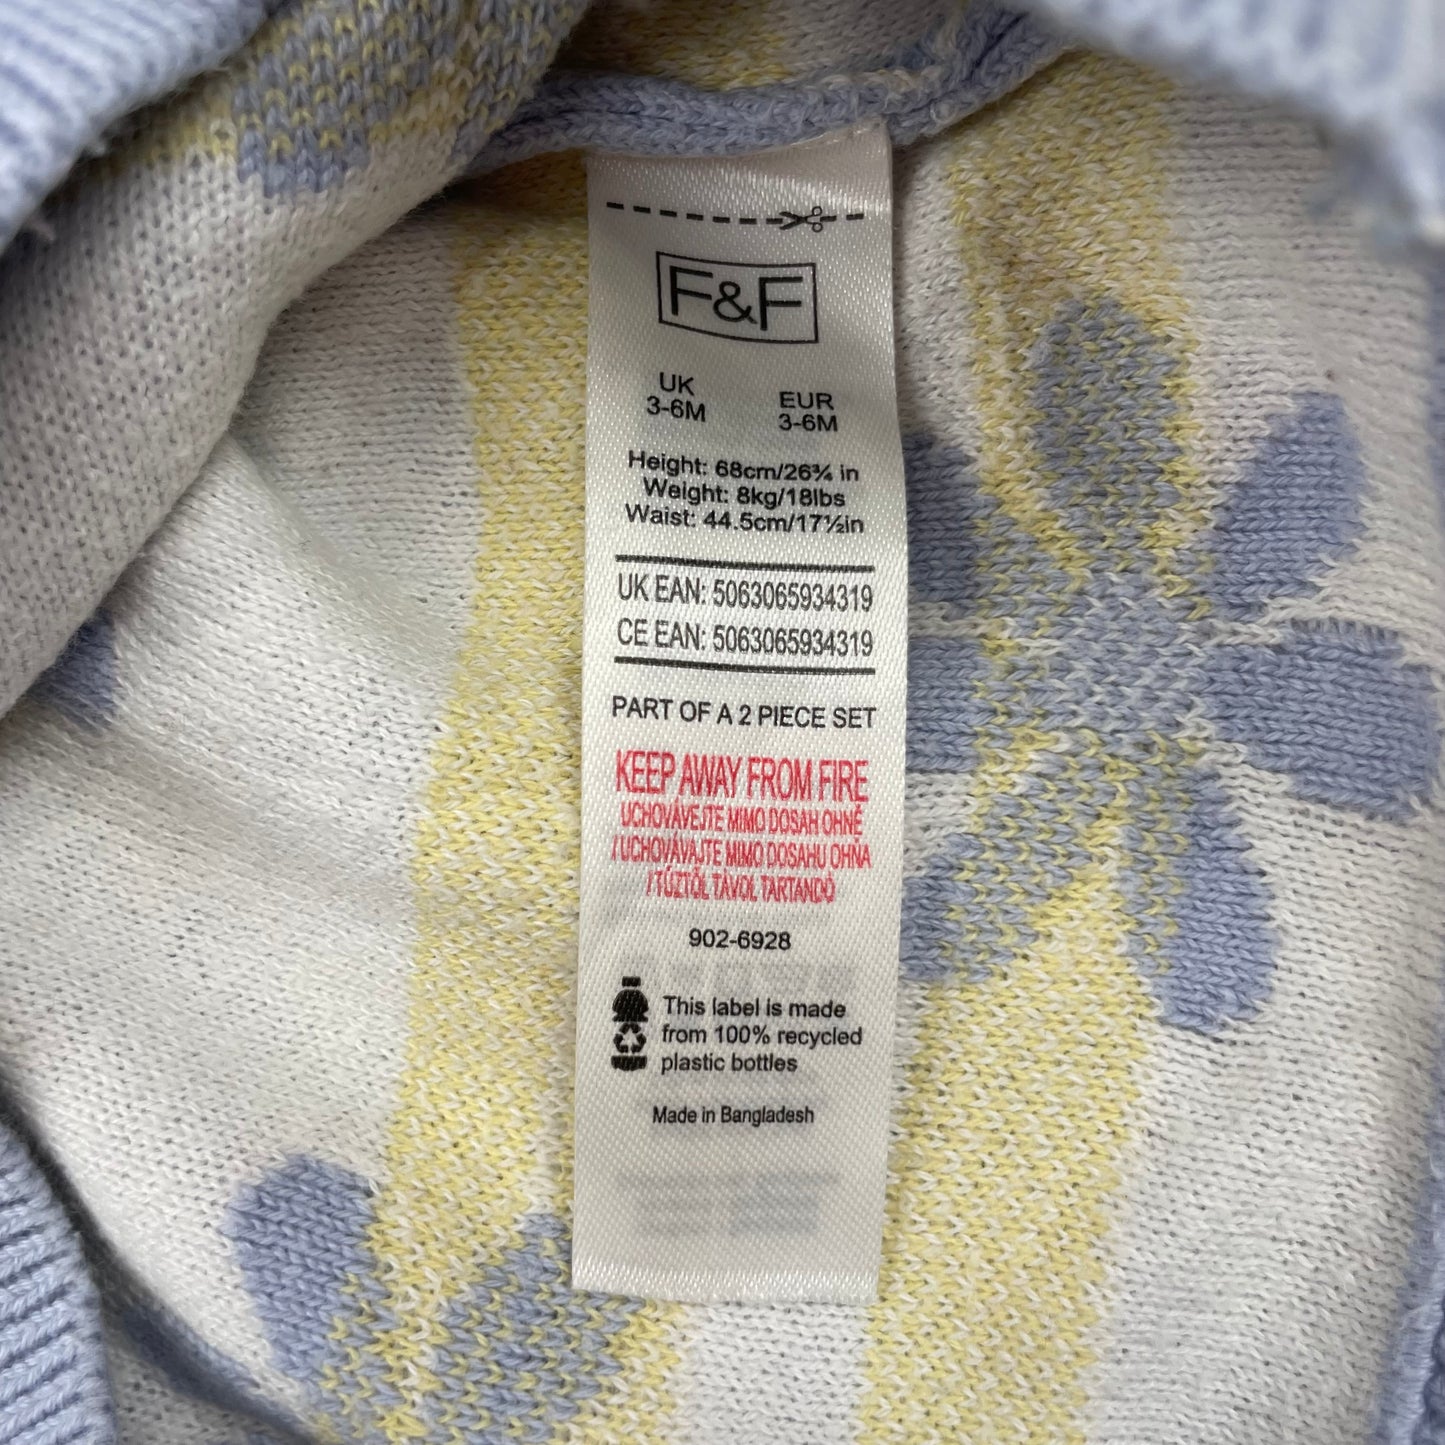 F&F
UK
3-6M
EUR
3-6M
Height: 68cm/26¾ in
Weight: 8kg/18lbs
Waist: 44.5cm/17½in
UK EAN: 5063065934319
CE EAN: 5063065934319
PART OF A 2 PIECE SET
KEEP AWAY FROM FIRE
UCHOVÁVEJTE MIMO DOSAH OHNĚ
/ UCHOVÁVAJTE MIMO DOSAHU OHŇA
/ TŰZTŐL TÁVOL TARTANDÓ
902-6928
This label is made
from 100% recycled
plastic bottles
Made in Bangladesh